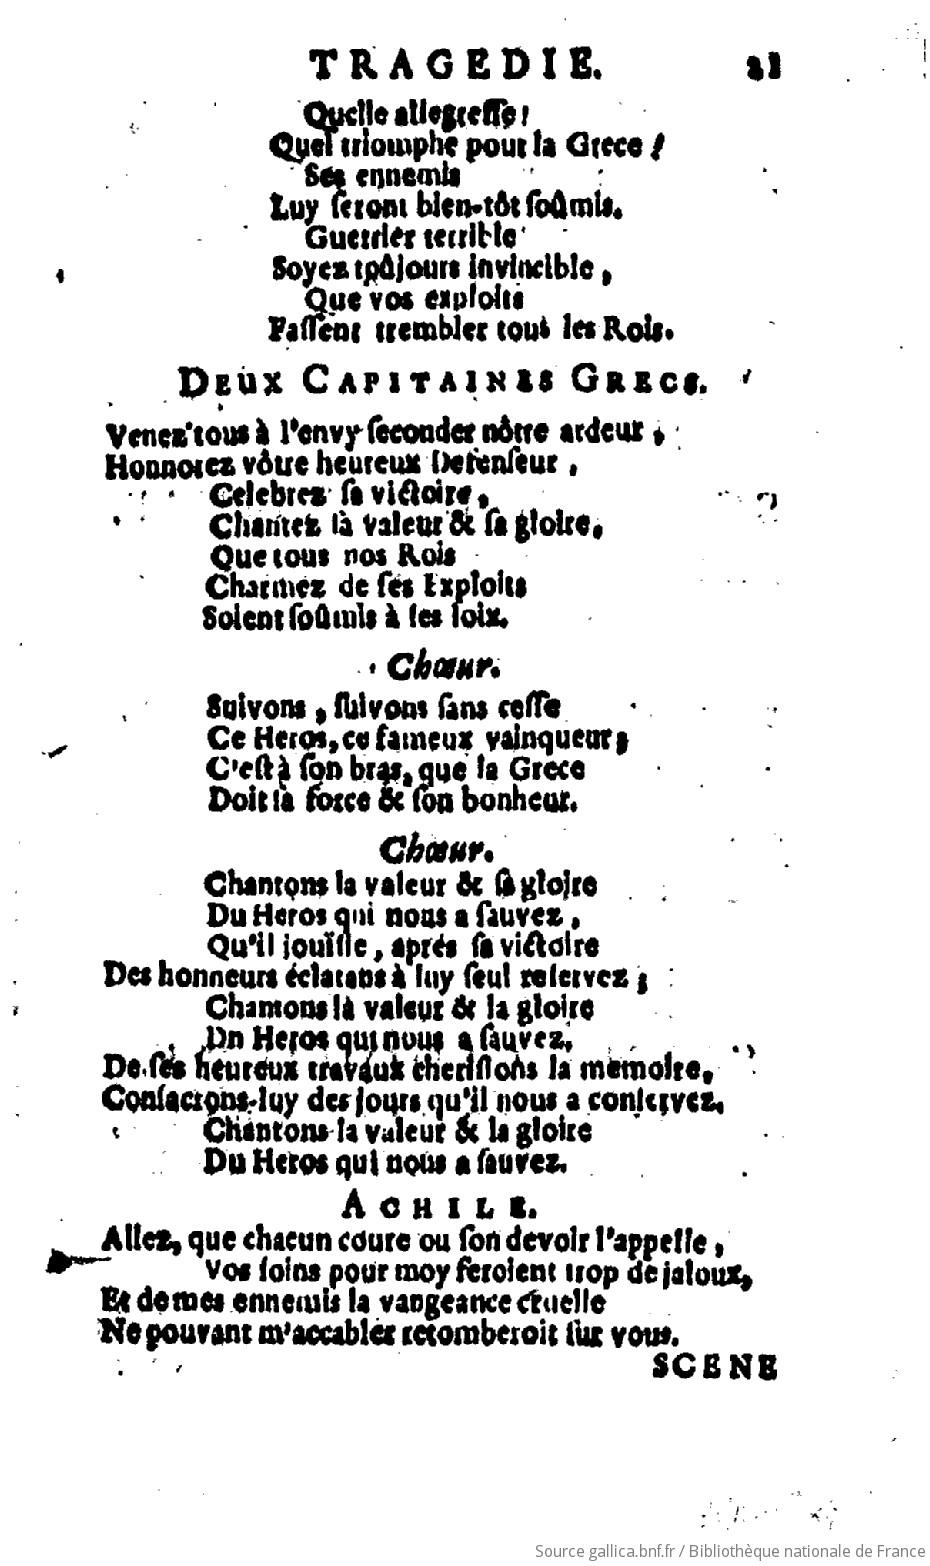 TRAGEDIE. 21
Quelle allegreſſe !
Quel triomphe pour la Grece !
Ses ennemis
Luy ſeront bien-tôt ſoûmis.
Guerrier terrible
Soyez toûjours invincible ,
Que vos exploits
Faſſent trembler tous les Rois.
DEUX CAPITAINES GRECS.
Venez tous à l'envy ſeconder nôtre ardeur ,
Honnorez vôtre heureux Defenſeur ,
Celebrez ſa victoire ,
Chantez ſa valeur & ſa gloire,
Que tous nos Rois
Charmez de ſes Exploits
Soient ſoûmis à ſes loix.
Chœur.
Suivons , ſuivons ſans ceſſe
Ce Heros, ce fameux vainqueur ;
C'eſt à ſon bras, que la Grece
Doit ſa force & ſon bonheur.
Chœur.
Chantons la valeur & ſa gloire
Du Heros qui nous a ſauvez ,
Qu'il jouïſſe , aprés ſa victoire
Des honneurs éclatans à luy ſeul reſervez ;
Chantons la valeur & la gloire
Du Heros qui nous a ſauvez.
De ſes heureux travaux cheriſſons la memoire,
Conſacrons-luy des jours qu'il nous a conſervez.
Chantons la valeur & la gloire
Du Heros qui nous a ſauvez.
ACHILE.
Allez, que chacun coure ou ſon devoir l'appelle ,
Vos ſoins pour moy feroient trop de jaloux,
Et de mes ennemis la vangeance cruelle
Ne pouvant m'accabler retomberoit ſur vous.
SCENE
Source gallica.bnf.fr / Bibliothèque nationale de France